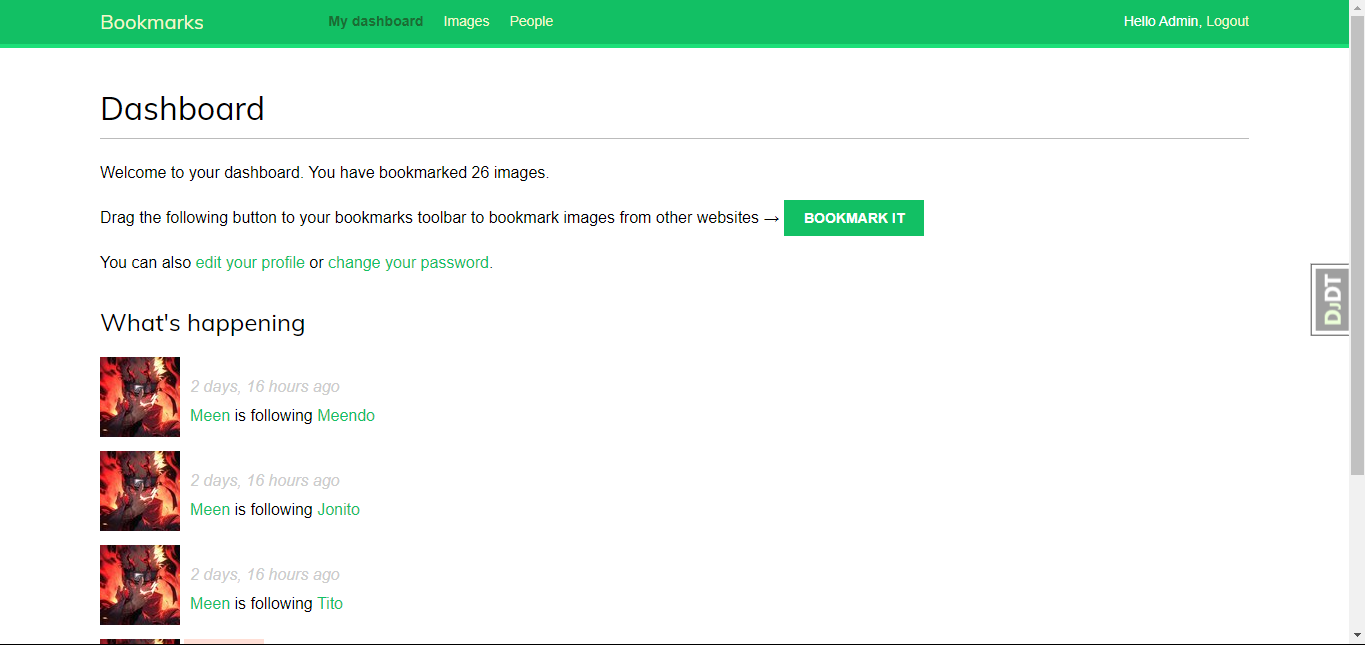 Bookmarks My dashboard Images People Hello Admin, Logout
Dashboard
Welcome to your dashboard. You have bookmarked 26 images.
Drag the following button to your bookmarks toolbar to bookmark images from other websites → BOOKMARK IT
You can also edit your profile or change your password.
DJDT
What's happening
2 days, 16 hours ago
Meen is following Meendo
2 days, 16 hours ago
Meen is following Jonito
2 days, 16 hours ago
Meen is following Tito